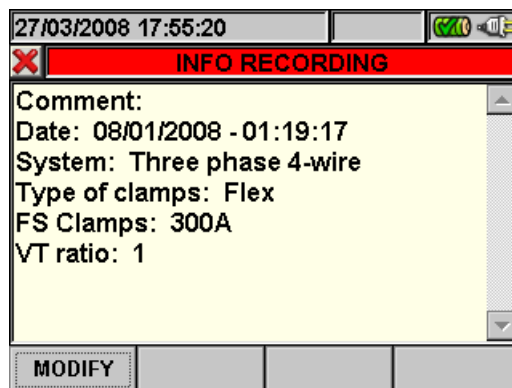 27/03/2008 17:55:20
INFO RECORDING
Comment:
Date: 08/01/2008 - 01:19:17
System: Three phase 4-wire
Type of clamps: Flex
FS Clamps: 300A
VT ratio: 1
MODIFY